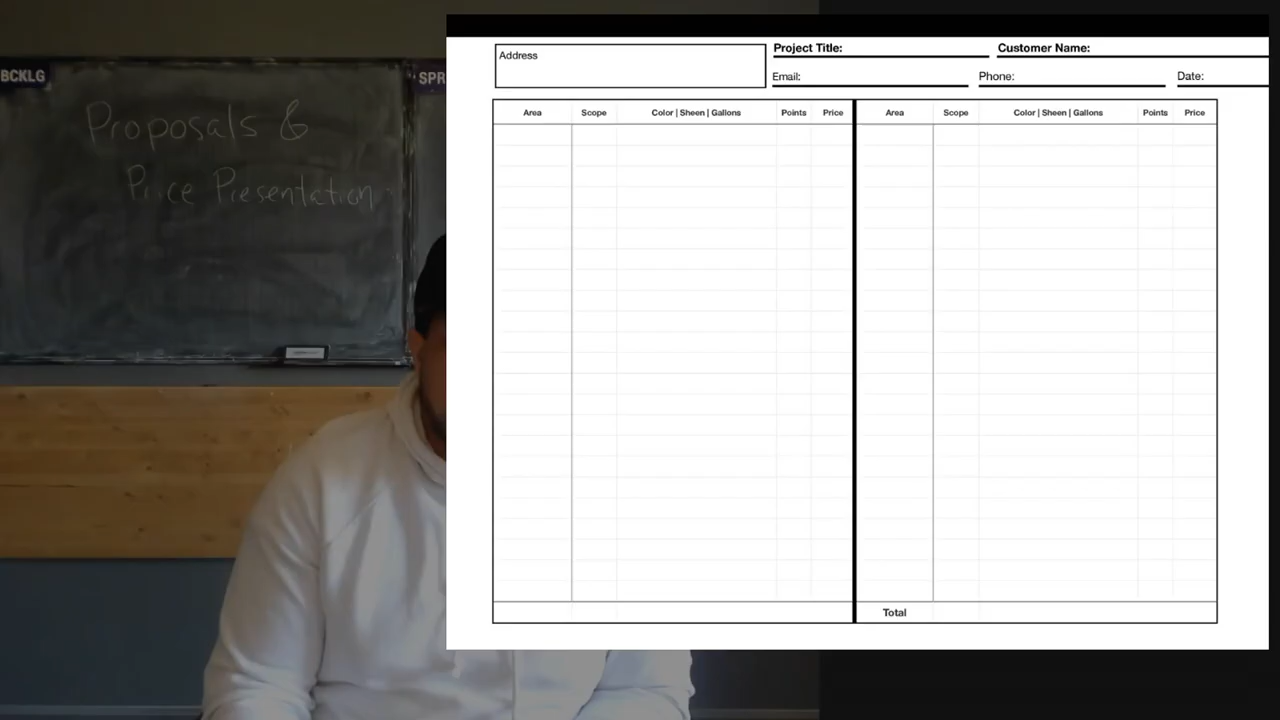 BCKLG
SPR
Proposals &
Price Presentation
Address
Project Title:
Customer Name:
Email:
Phone:
Date:
Area Scope Color | Sheen | Gallons Points Price
Area Scope Color | Sheen | Gallons Points Price
Total